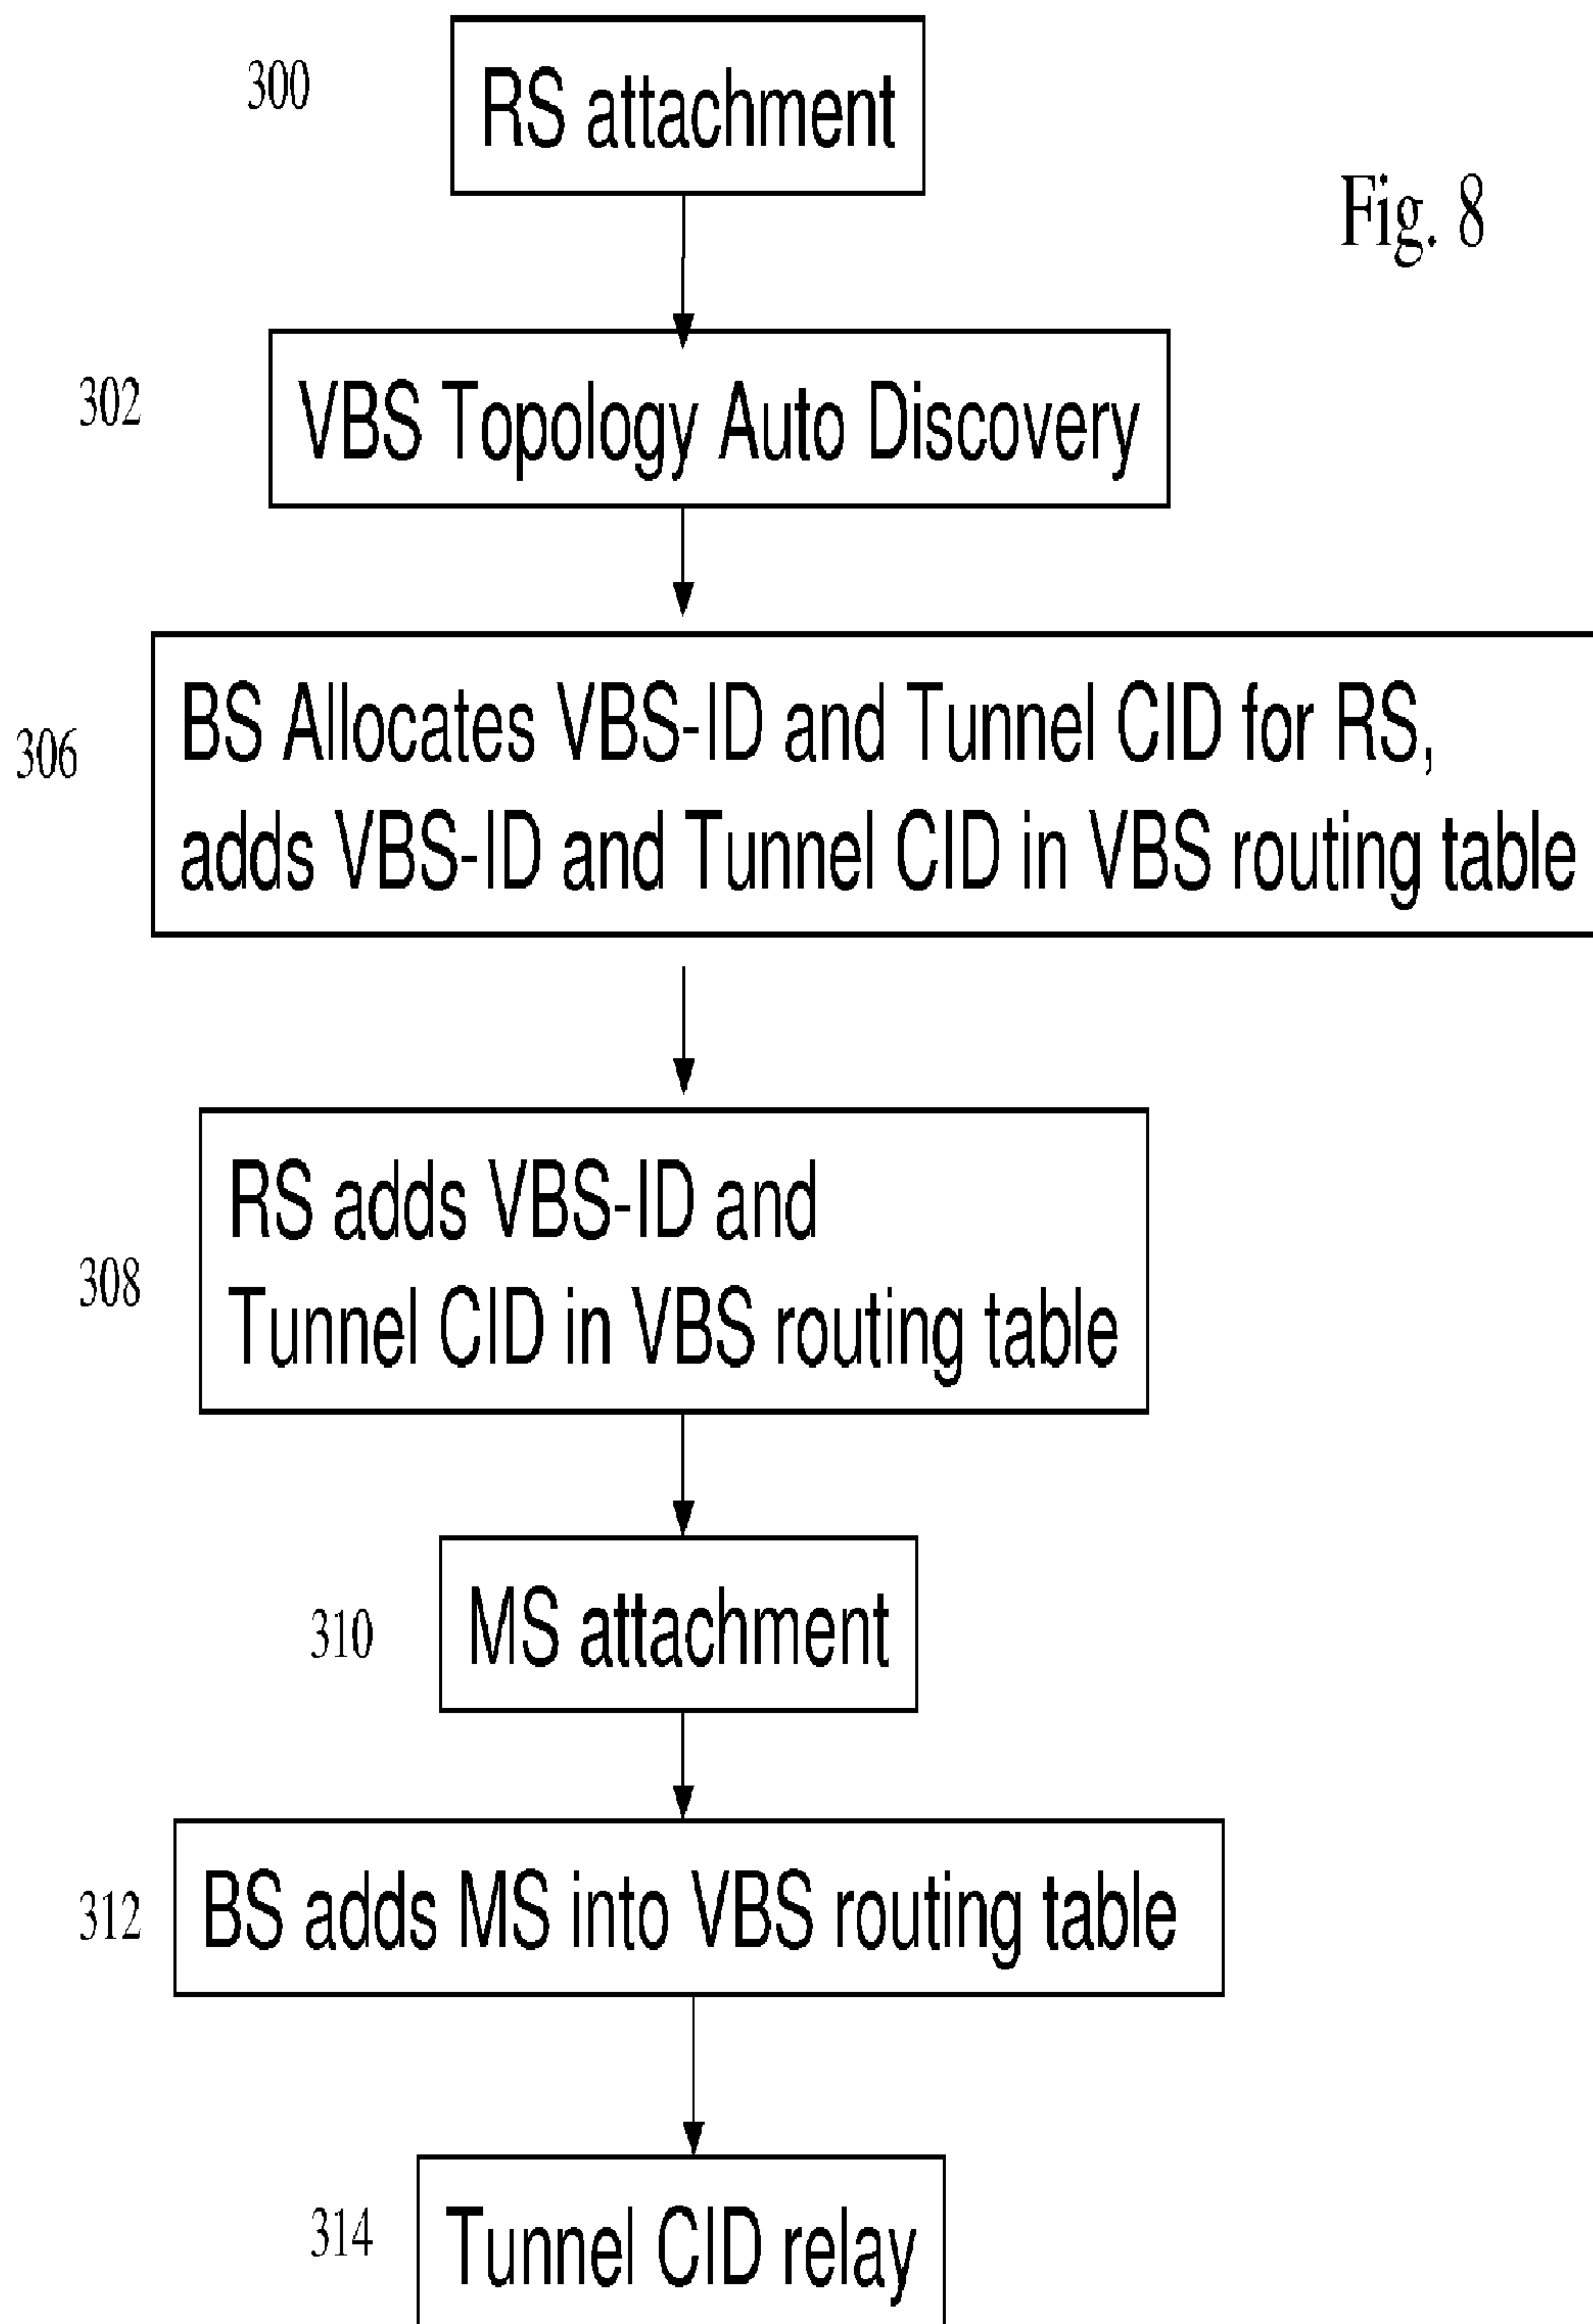 300
RS attachment
Fig. 8
302
VBS Topology Auto Discovery
306
BS Allocates VBS-ID and Tunnel CID for RS,
adds VBS-ID and Tunnel CID in VBS routing table
308
RS adds VBS-ID and
Tunnel CID in VBS routing table
310
MS attachment
312
BS adds MS into VBS routing table
314
Tunnel CID relay